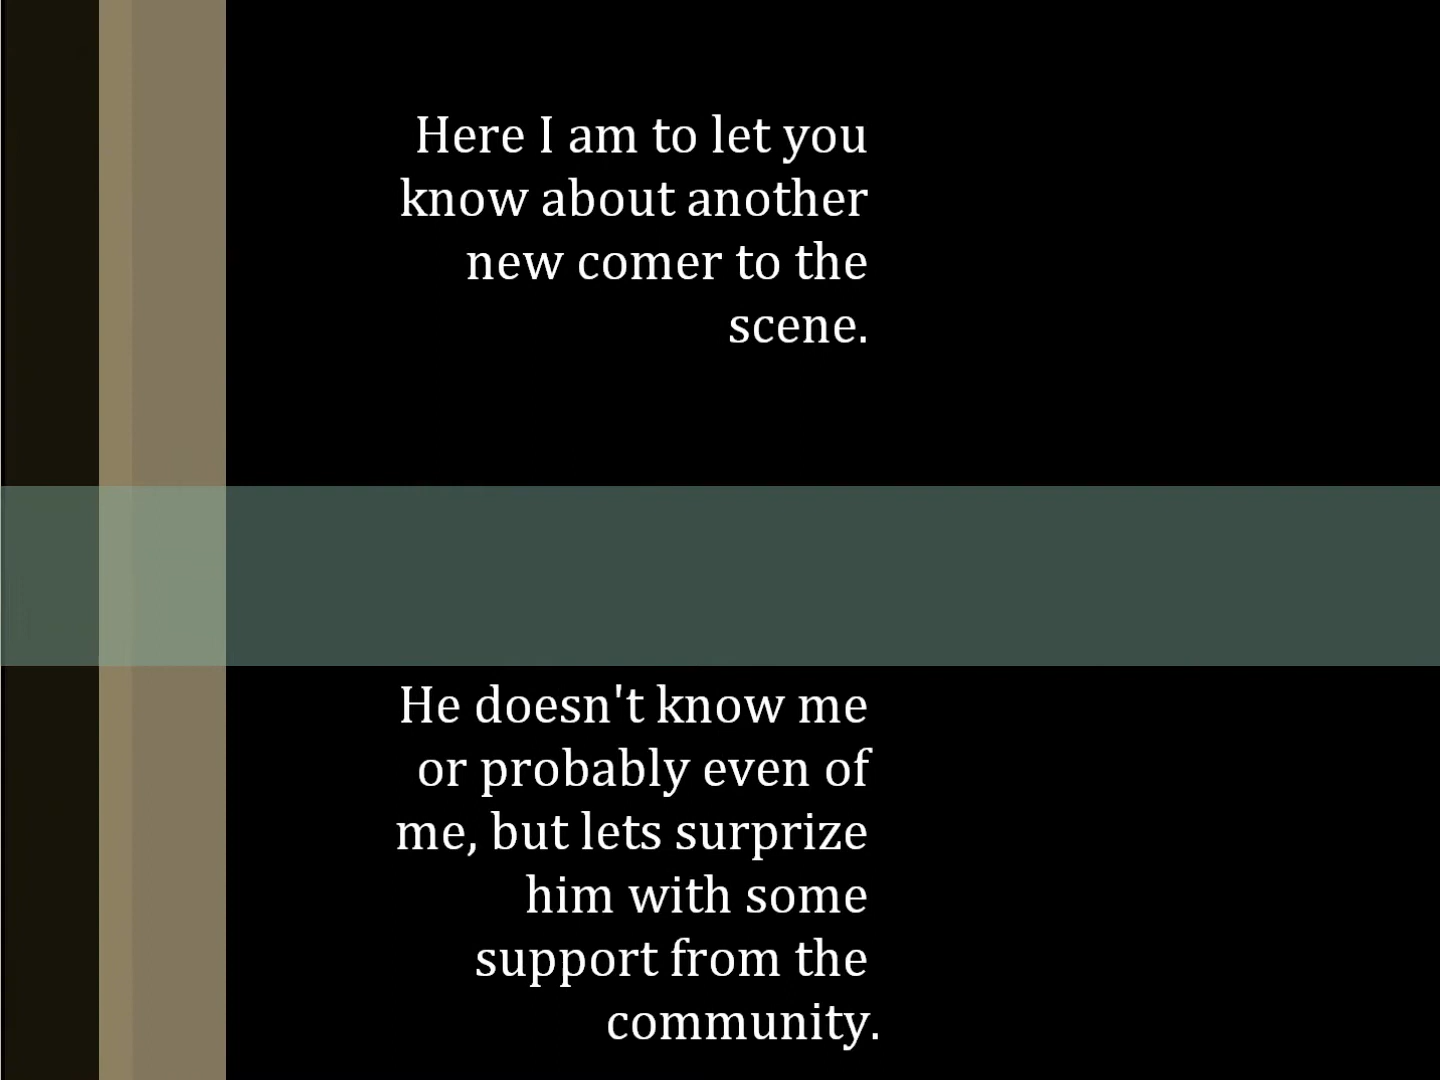 Here I am to let you
know about another
new comer to the
scene.
He doesn't know me
or probably even of
me, but lets surprize
him with some
support from the
community.